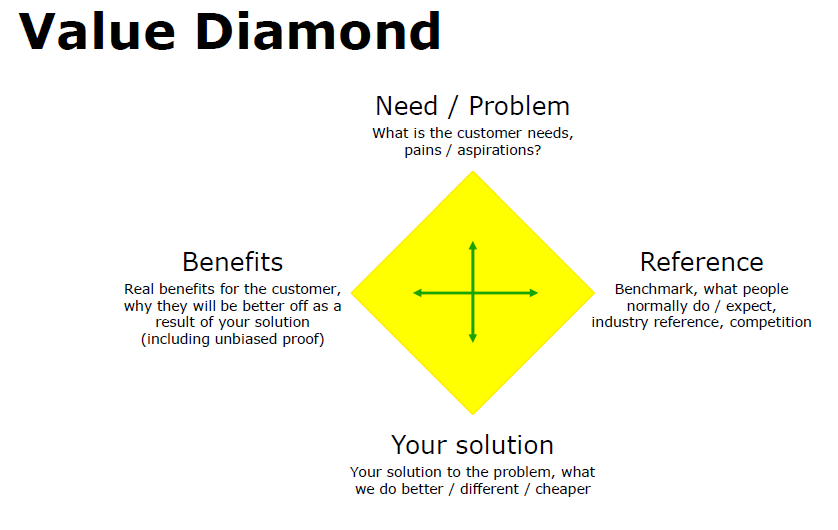 Value Diamond
Need / Problem
What is the customer needs,
pains / aspirations?
Benefits
Real benefits for the customer,
why they will be better off as a
result of your solution
(including unbiased proof)
Reference
Benchmark, what people
normally do / expect,
industry reference, competition
Your solution
Your solution to the problem, what
we do better / different / cheaper